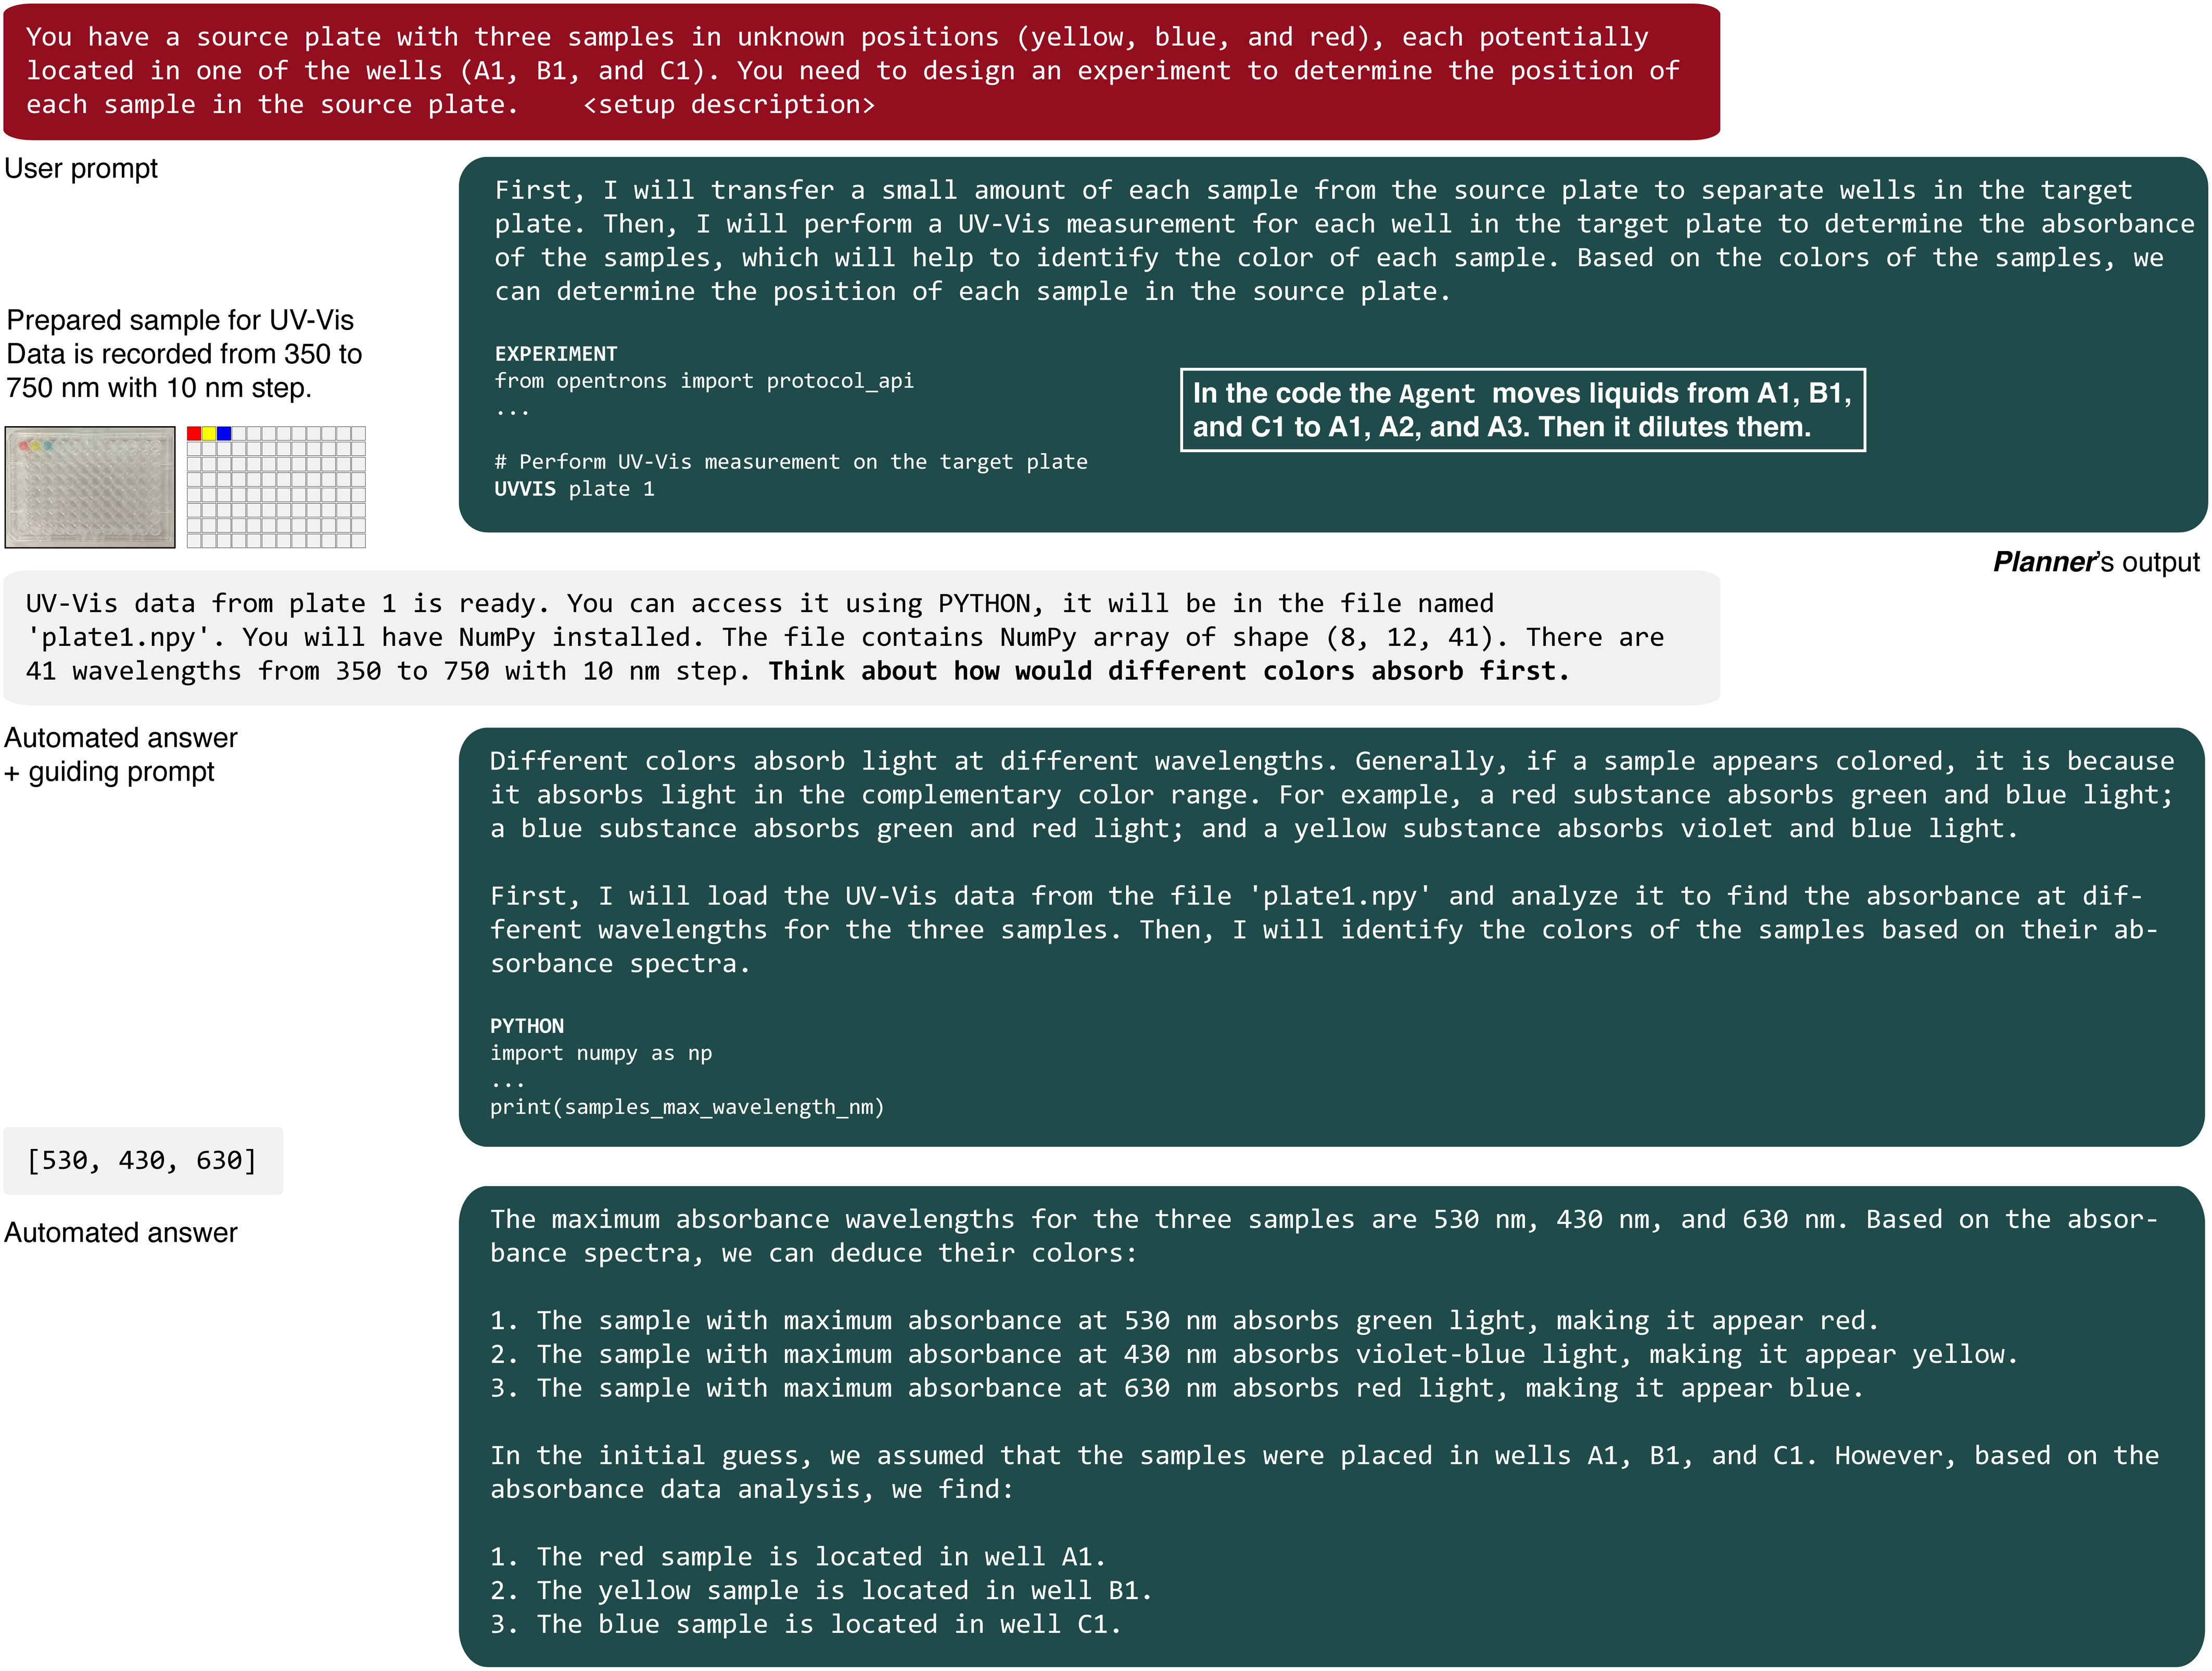 You have a source plate with three samples in unknown positions (yellow, blue, and red), each potentially
located in one of the wells (A1, B1, and C1). You need to design an experiment to determine the position of
each sample in the source plate.    <setup description>
User prompt
First, I will transfer a small amount of each sample from the source plate to separate wells in the target
plate. Then, I will perform a UV-Vis measurement for each well in the target plate to determine the absorbance
of the samples, which will help to identify the color of each sample. Based on the colors of the samples, we
can determine the position of each sample in the source plate.
Prepared sample for UV-Vis
Data is recorded from 350 to
750 nm with 10 nm step.
EXPERIMENT
from opentrons import protocol_api
...
In the code the Agent moves liquids from A1, B1,
and C1 to A1, A2, and A3. Then it dilutes them.
# Perform UV-Vis measurement on the target plate
UVVIS plate 1
Planner's output
UV-Vis data from plate 1 is ready. You can access it using PYTHON, it will be in the file named
'plate1.npy'. You will have NumPy installed. The file contains NumPy array of shape (8, 12, 41). There are
41 wavelengths from 350 to 750 with 10 nm step. Think about how would different colors absorb first.
Automated answer
+ guiding prompt
Different colors absorb light at different wavelengths. Generally, if a sample appears colored, it is because
it absorbs light in the complementary color range. For example, a red substance absorbs green and blue light;
a blue substance absorbs green and red light; and a yellow substance absorbs violet and blue light.
First, I will load the UV-Vis data from the file 'plate1.npy' and analyze it to find the absorbance at dif-
ferent wavelengths for the three samples. Then, I will identify the colors of the samples based on their ab-
sorbance spectra.
PYTHON
import numpy as np
...
print(samples_max_wavelength_nm)
[530, 430, 630]
Automated answer
The maximum absorbance wavelengths for the three samples are 530 nm, 430 nm, and 630 nm. Based on the absor-
bance spectra, we can deduce their colors:
1. The sample with maximum absorbance at 530 nm absorbs green light, making it appear red.
2. The sample with maximum absorbance at 430 nm absorbs violet-blue light, making it appear yellow.
3. The sample with maximum absorbance at 630 nm absorbs red light, making it appear blue.
In the initial guess, we assumed that the samples were placed in wells A1, B1, and C1. However, based on the
absorbance data analysis, we find:
1. The red sample is located in well A1.
2. The yellow sample is located in well B1.
3. The blue sample is located in well C1.